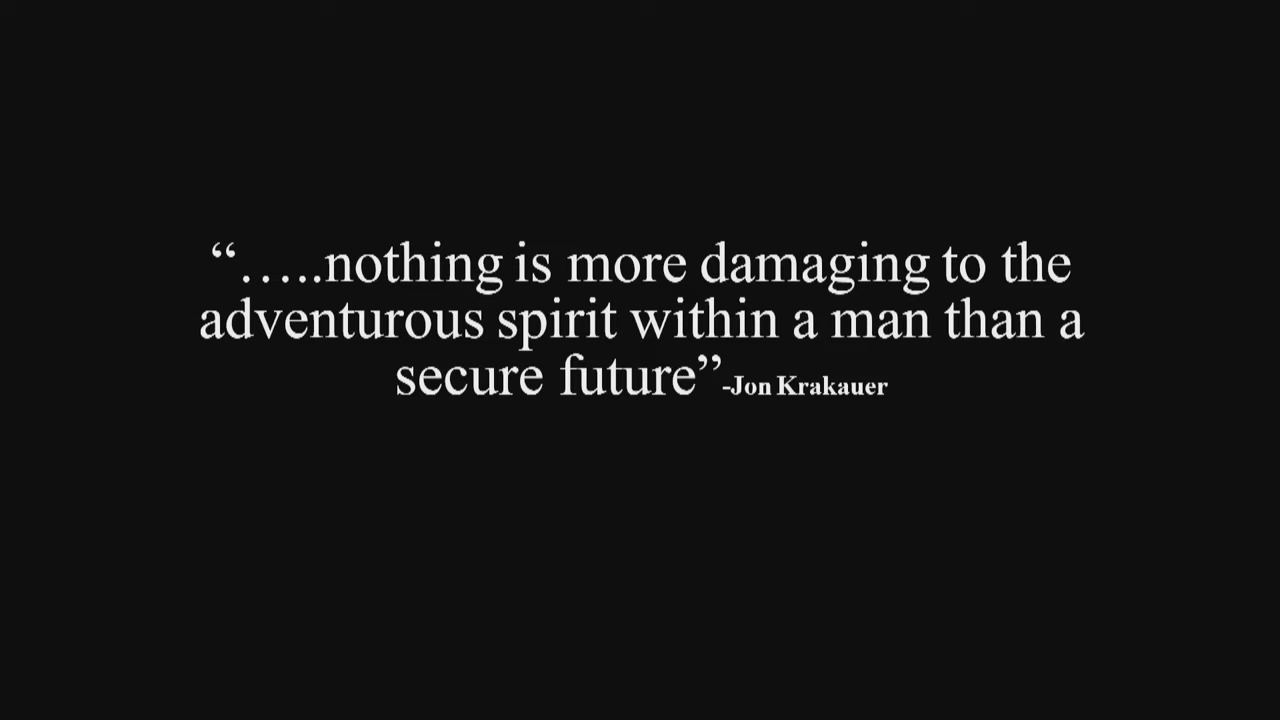 “…..nothing is more damaging to the
adventurous spirit within a man than a
secure future”-Jon Krakauer